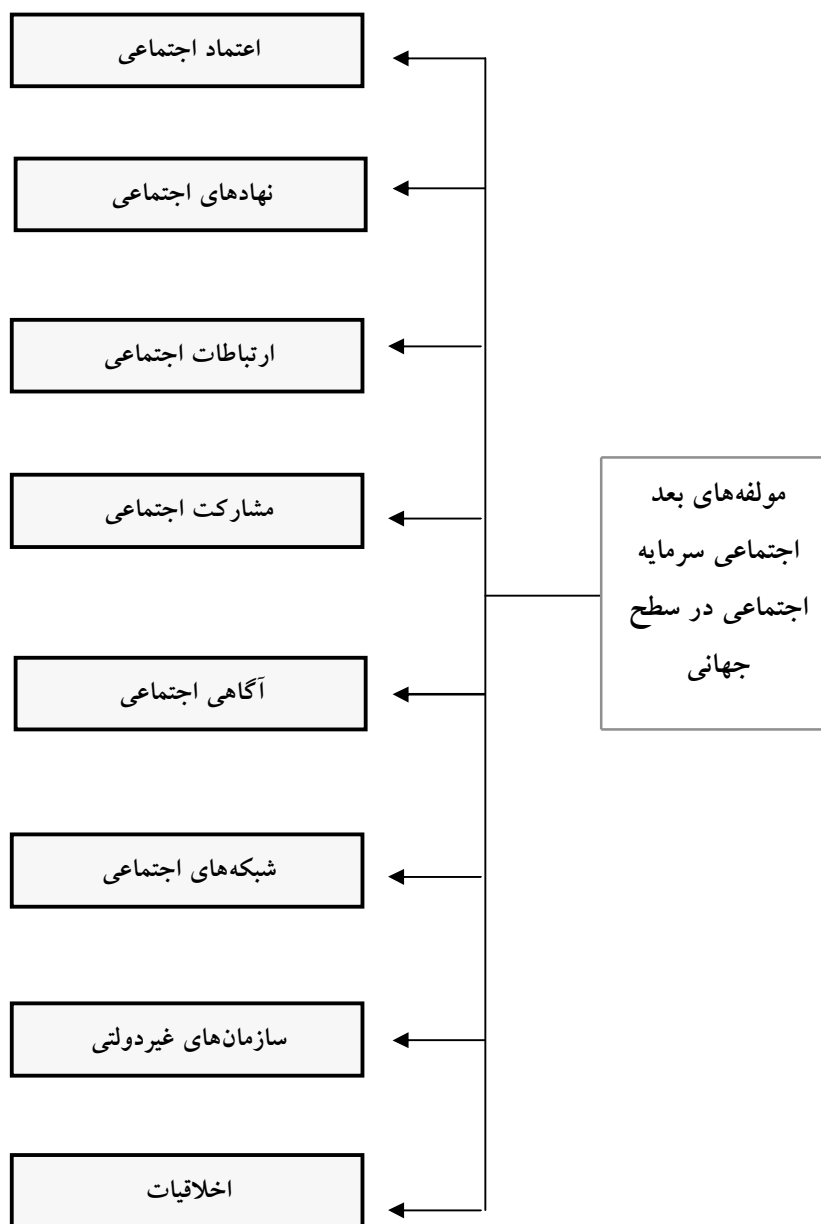 اعتماد اجتماعی
نهادهای اجتماعی
ارتباطات اجتماعی
مشارکت اجتماعی
مولفه‌های بعد
اجتماعی سرمایه
اجتماعی در سطح
جهانی
آگاهی اجتماعی
شبکه‌های اجتماعی
سازمان‌های غیردولتی
اخلاقیات